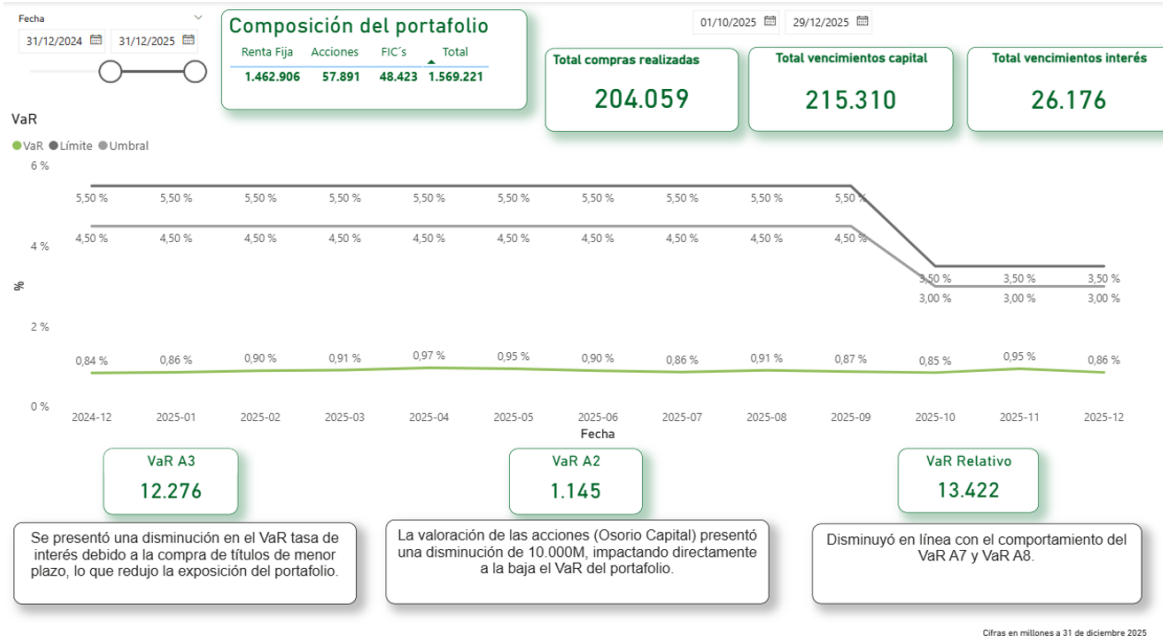 Fecha
31/12/2024 31/12/2025
Composición del portafolio
Renta Fija Acciones FIC´s Total
1.462.906 57.891 48.423 1.569.221
01/10/2025 29/12/2025
Total compras realizadas
204.059
Total vencimientos capital
215.310
Total vencimientos interés
26.176
VaR
VaR Límite Umbral
6 %
5,50 % 5,50 % 5,50 % 5,50 % 5,50 % 5,50 % 5,50 % 5,50 % 5,50 % 5,50 %
4,50 % 4,50 % 4,50 % 4,50 % 4,50 % 4,50 % 4,50 % 4,50 % 4,50 % 4,50 %
4 %
3,50 % 3,50 % 3,50 %
%
3,00 % 3,00 % 3,00 %
2 %
0,84 % 0,86 % 0,90 % 0,91 % 0,97 % 0,95 % 0,90 % 0,86 % 0,91 % 0,87 % 0,85 % 0,95 % 0,86 %
0 %
2024-12 2025-01 2025-02 2025-03 2025-04 2025-05 2025-06 2025-07 2025-08 2025-09 2025-10 2025-11 2025-12
Fecha
VaR A3
12.276
VaR A2
1.145
VaR Relativo
13.422
Se presentó una disminución en el VaR tasa de
interés debido a la compra de títulos de menor
plazo, lo que redujo la exposición del portafolio.
La valoración de las acciones (Osorio Capital) presentó
una disminución de 10.000M, impactando directamente
a la baja el VaR del portafolio.
Disminuyó en línea con el comportamiento del
VaR A7 y VaR A8.
Cifras en millones a 31 de diciembre 2025